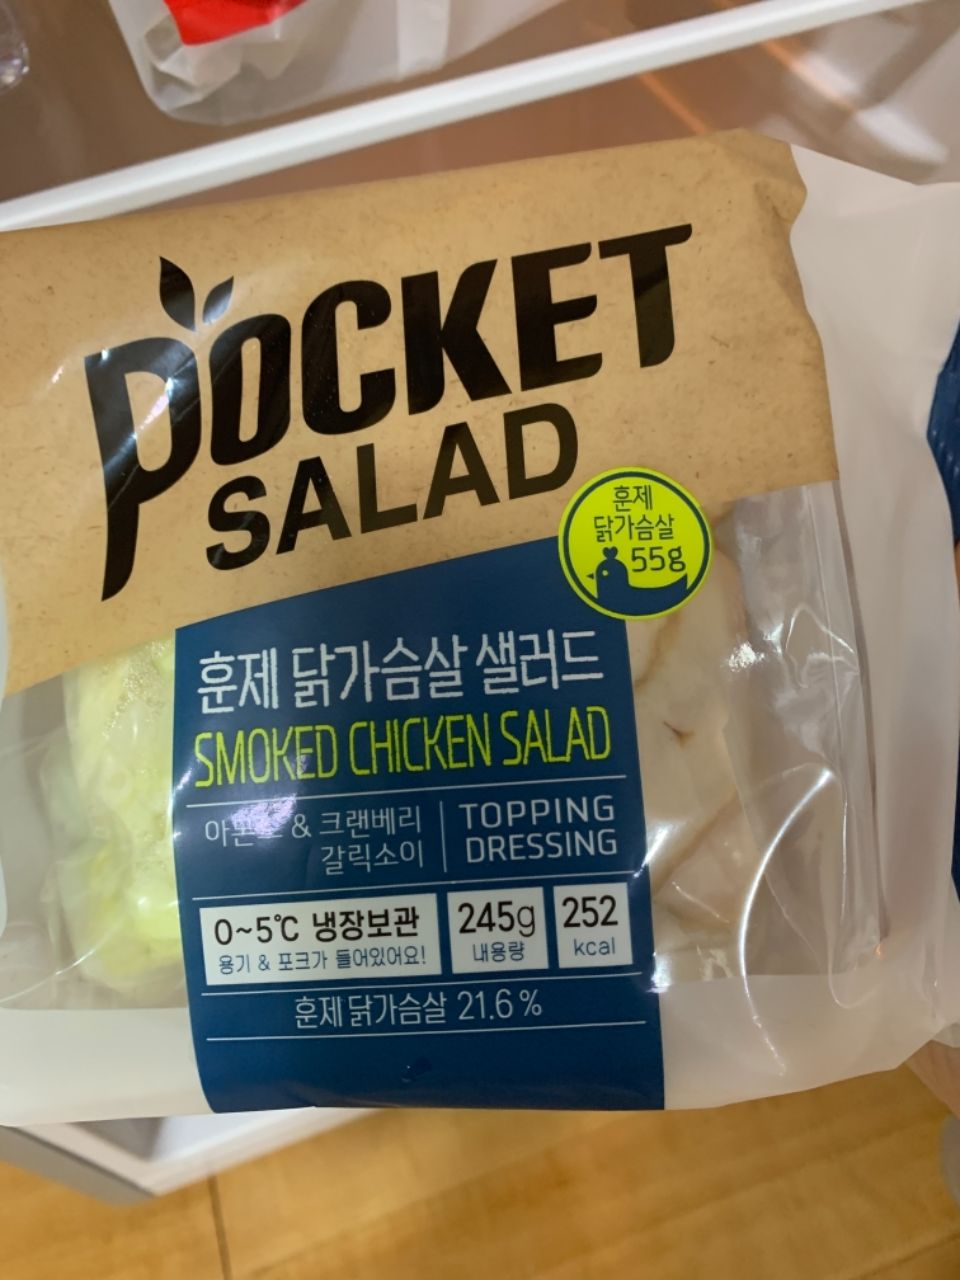 POCKET
SALAD
훈제
닭가슴살
55g
훈제 닭가슴살 샐러드
SMOKED CHICKEN SALAD
& 크랜베리
갈릭소이
TOPPING
DRESSING
0~5℃ 냉장보관
용기 & 포크가 들어있어요!
245g
내용량
252
kcal
훈제 닭가슴살 21.6%